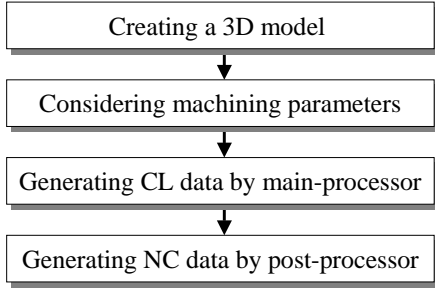 Creating a 3D model
Considering machining parameters
Generating CL data by main-processor
Generating NC data by post-processor